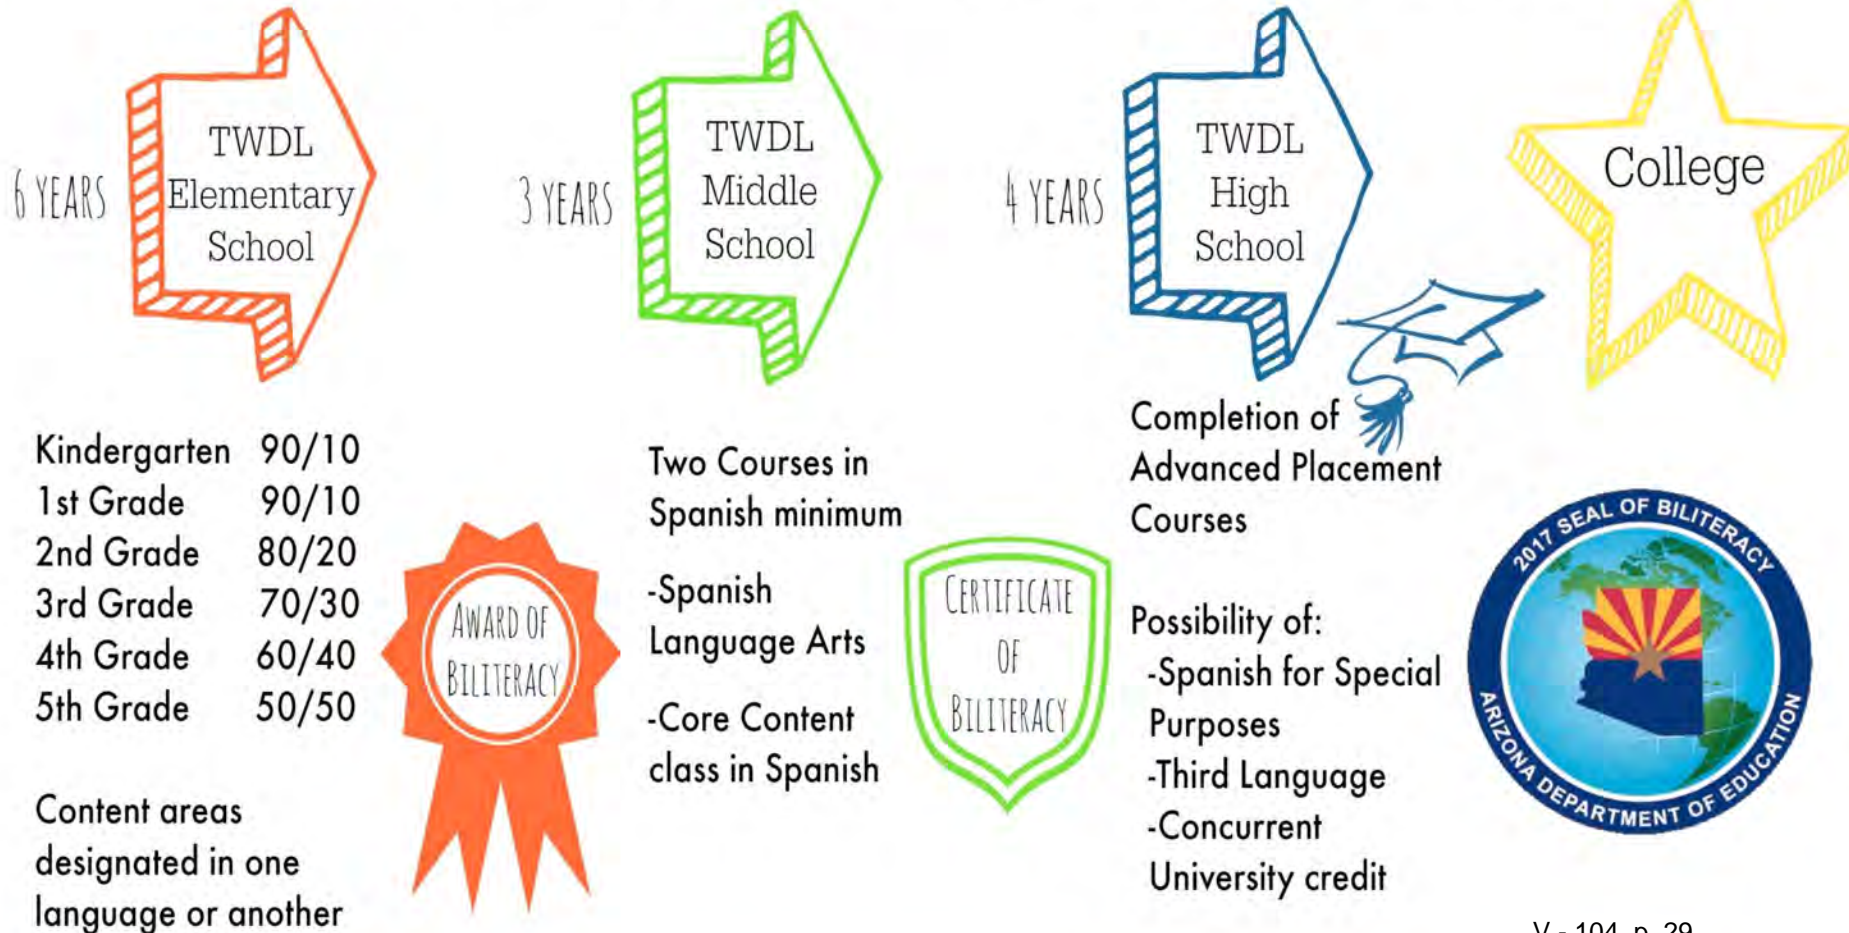 6 YEARS
TWDL
Elementary
School
3 YEARS
TWDL
Middle
School
4 YEARS
TWDL
High
School
College
Kindergarten 90/10
1st Grade 90/10
2nd Grade 80/20
3rd Grade 70/30
4th Grade 60/40
5th Grade 50/50
Content areas
designated in one
language or another
AWARD OF
BILITERACY
Two Courses in
Spanish minimum
-Spanish
Language Arts
-Core Content
class in Spanish
CERTIFICATE
OF
BILITERACY
Completion of
Advanced Placement
Courses
Possibility of:
-Spanish for Special
Purposes
-Third Language
-Concurrent
University credit
2017 SEAL OF BILITERACY
ARIZONA DEPARTMENT OF EDUCATION
V - 104, p. 29